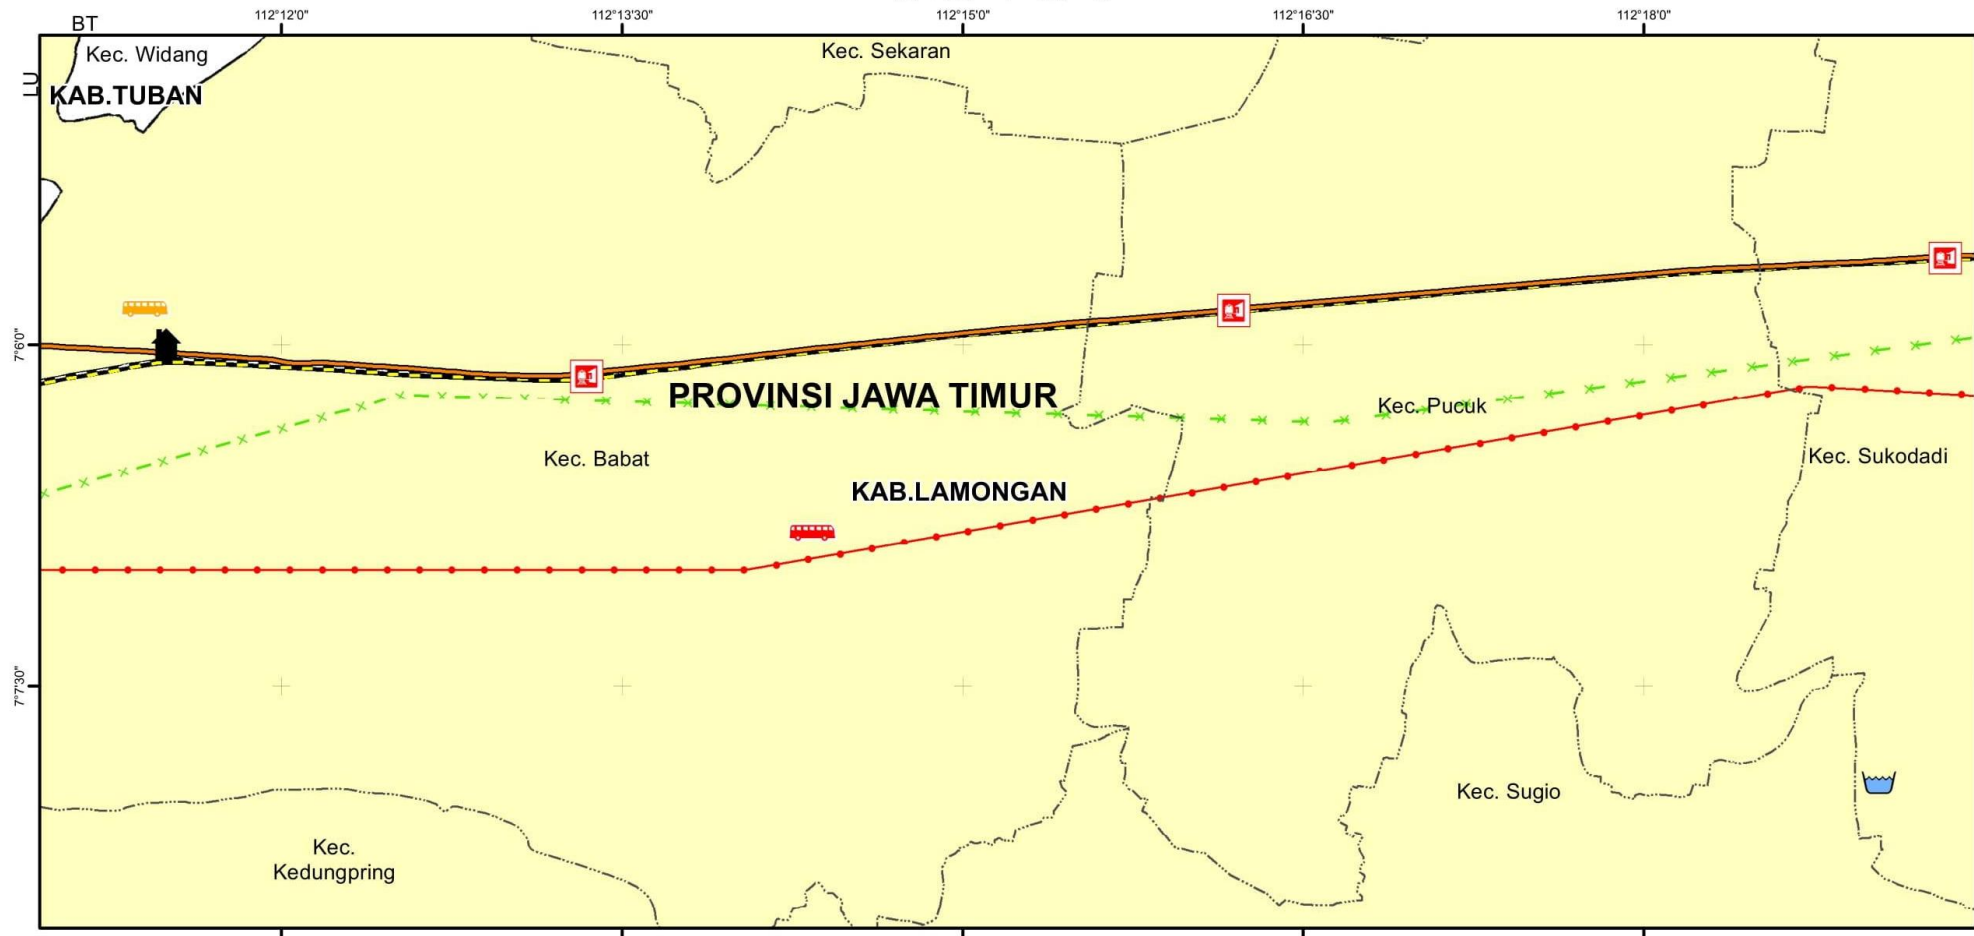 112°12'0"
112°13'30"
112°15'0"
112°16'30"
112°18'0"
BT
LU
Kec. Widang
KAB.TUBAN
Kec. Sekaran
7°6'0"
PROVINSI JAWA TIMUR
Kec. Pucuk
Kec. Babat
Kec. Sukodadi
KAB.LAMONGAN
7°7'30"
Kec. Sugio
Kec.
Kedungpring